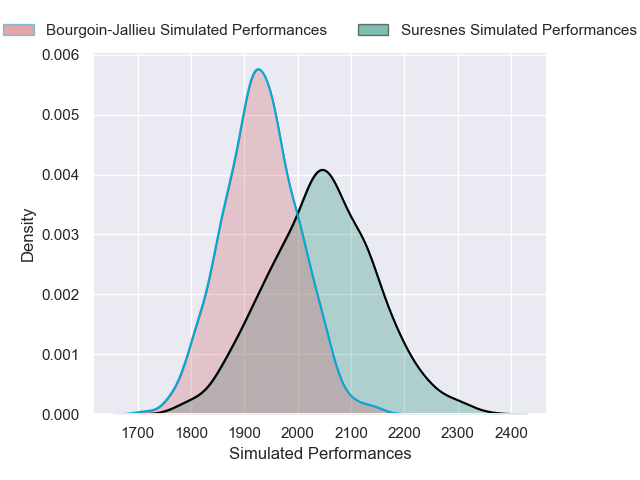 Bourgoin-Jallieu Simulated Performances Suresnes Simulated Performances
0.006
0.005
0.004
0.003
0.002
0.001
0.000
Density
1700 1800 1900 2000 2100 2200 2300 2400
Simulated Performances